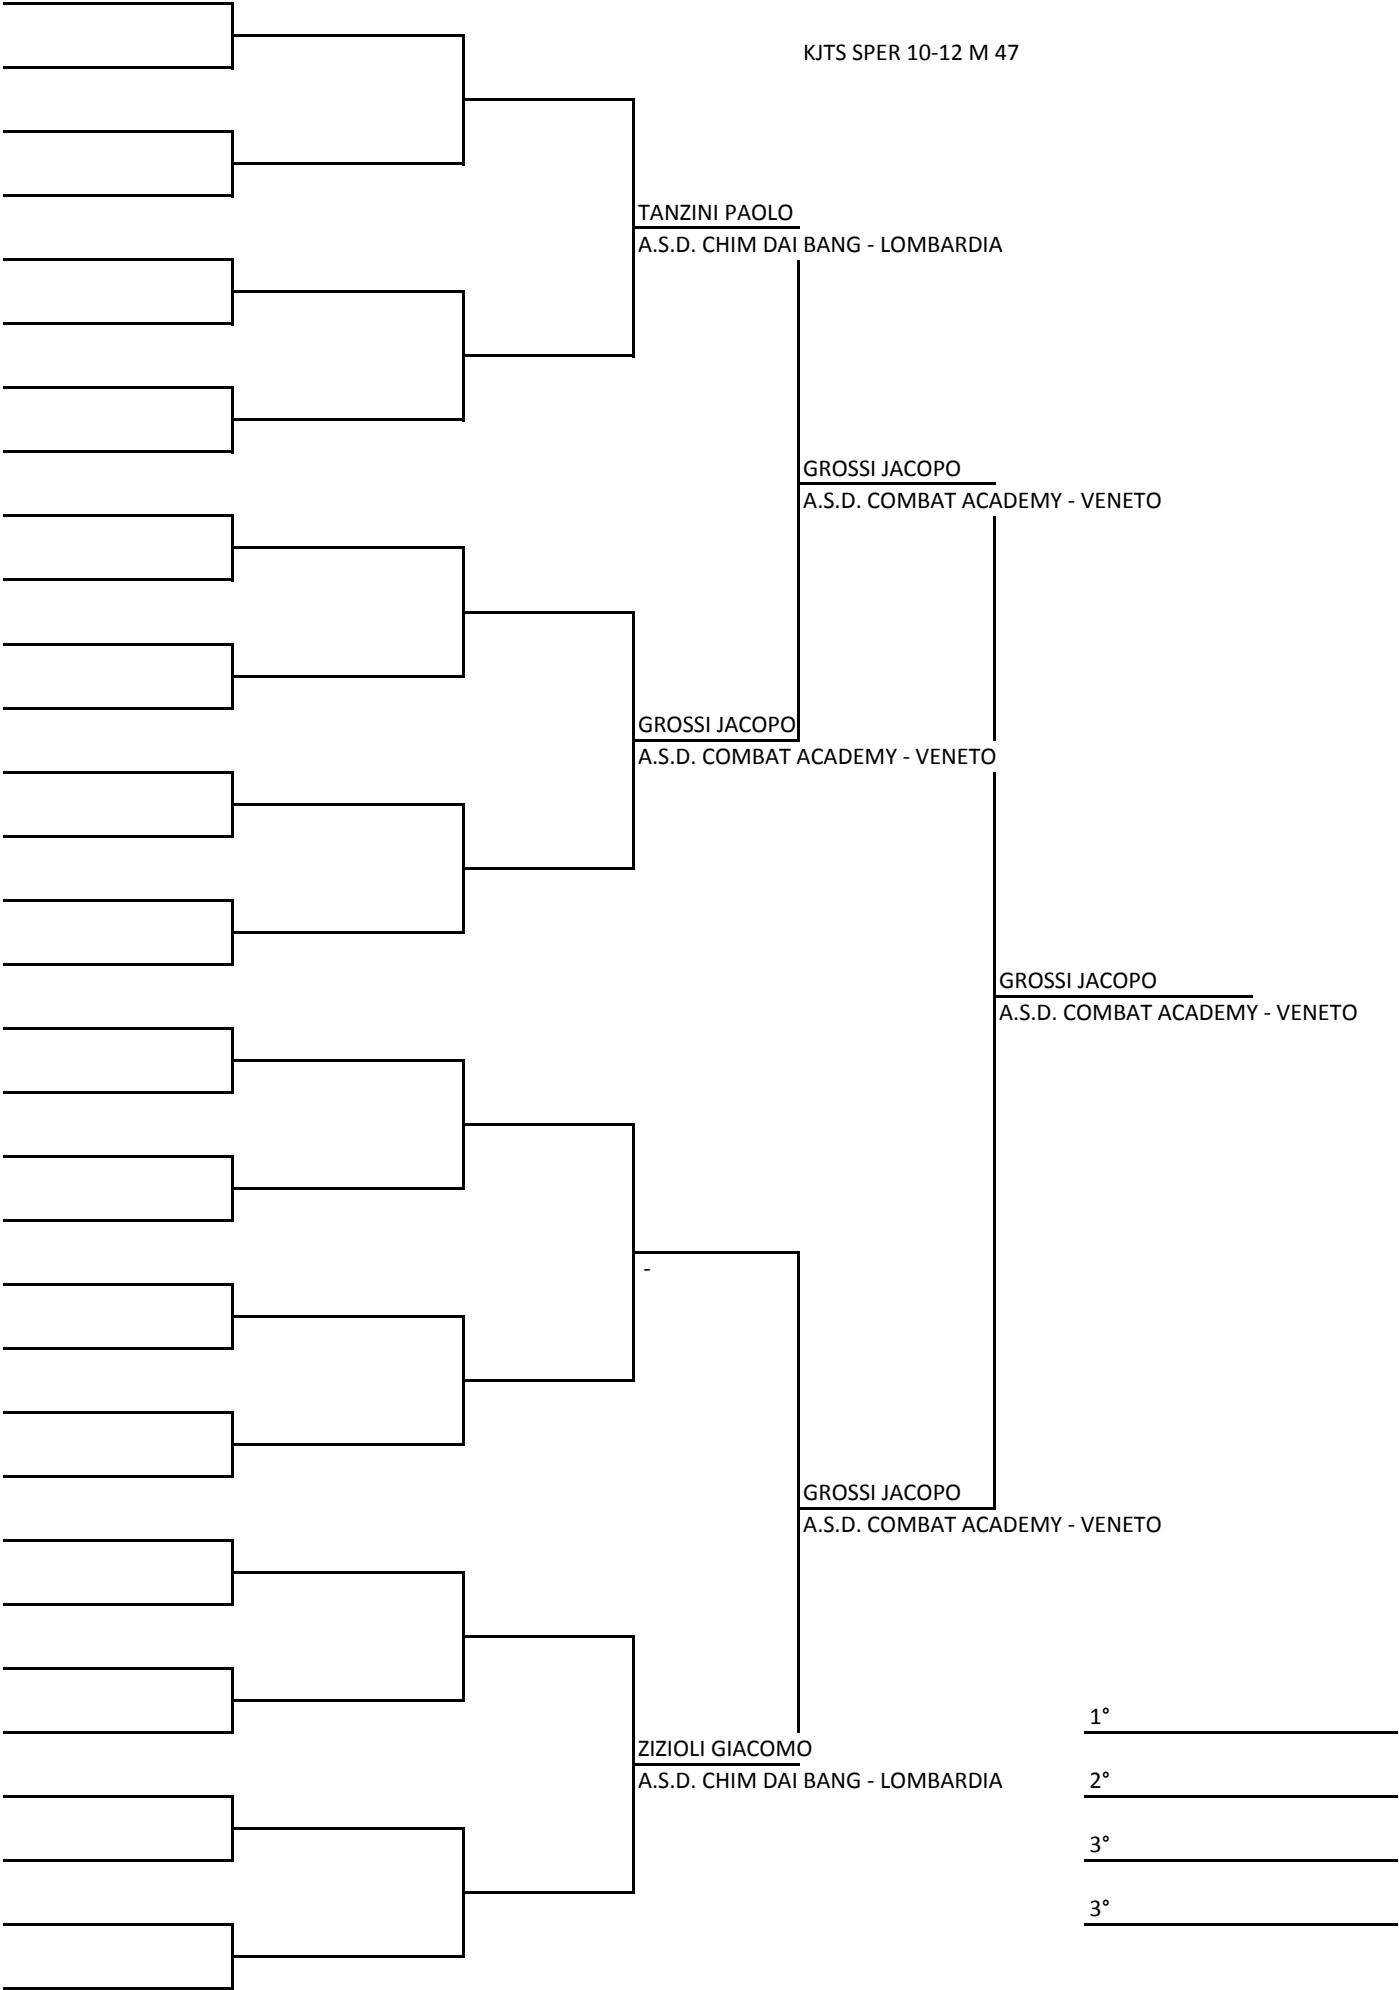 KJTS SPER 10-12 M 47
TANZINI PAOLO
A.S.D. CHIM DAI BANG - LOMBARDIA
GROSSI JACOPO
A.S.D. COMBAT ACADEMY - VENETO
GROSSI JACOPO
A.S.D. COMBAT ACADEMY - VENETO
GROSSI JACOPO
A.S.D. COMBAT ACADEMY - VENETO
-
GROSSI JACOPO
A.S.D. COMBAT ACADEMY - VENETO
1°
ZIZIOLI GIACOMO
A.S.D. CHIM DAI BANG - LOMBARDIA
2°
3°
3°